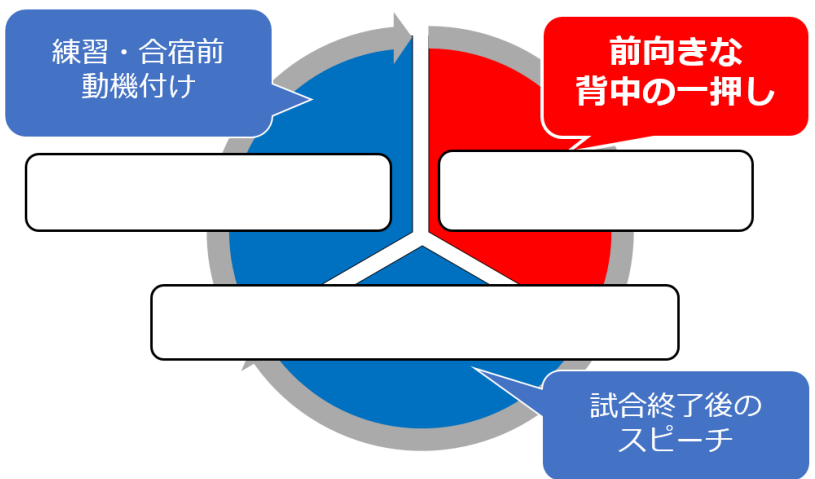 練習・合宿前
動機付け
前向きな
背中の一押し
試合終了後の
スピーチ